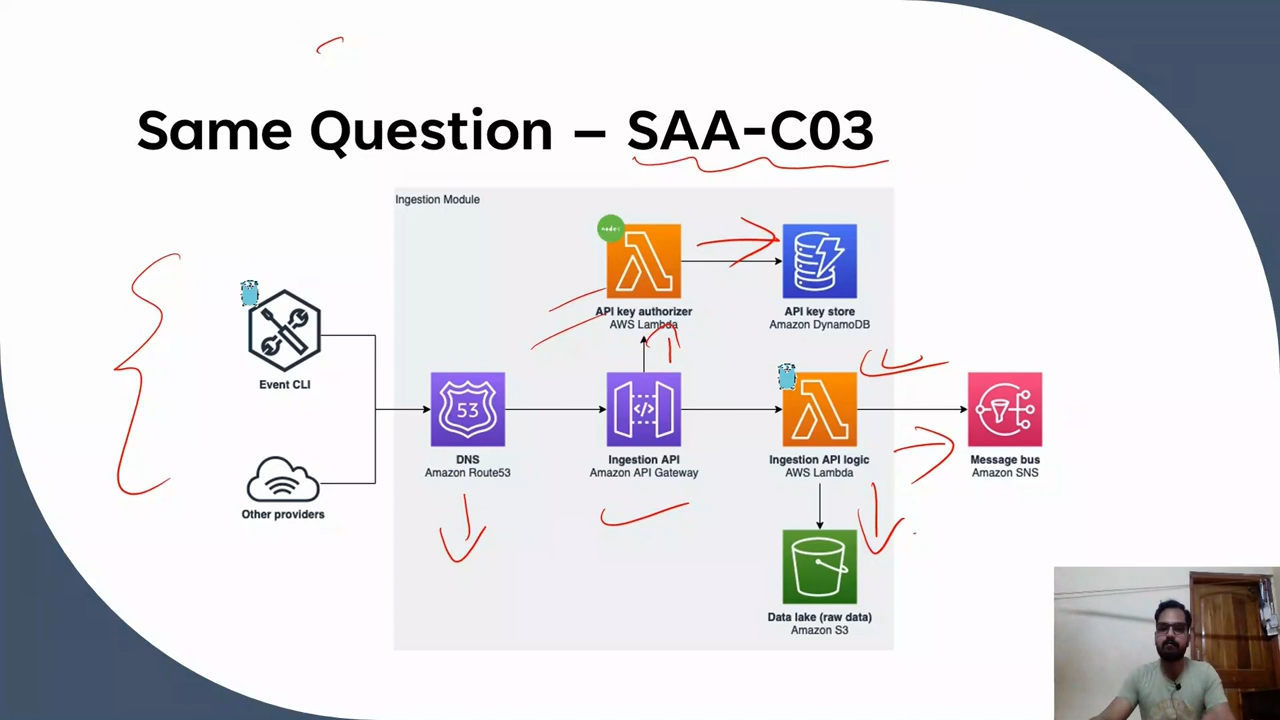 Same Question – SAA-C03
Ingestion Module
node
API key authorizer
AWS Lambda
API key store
Amazon DynamoDB
Event CLI
53
DNS
Amazon Route53
Ingestion API
Amazon API Gateway
Ingestion API logic
AWS Lambda
Message bus
Amazon SNS
Other providers
Data lake (raw data)
Amazon S3